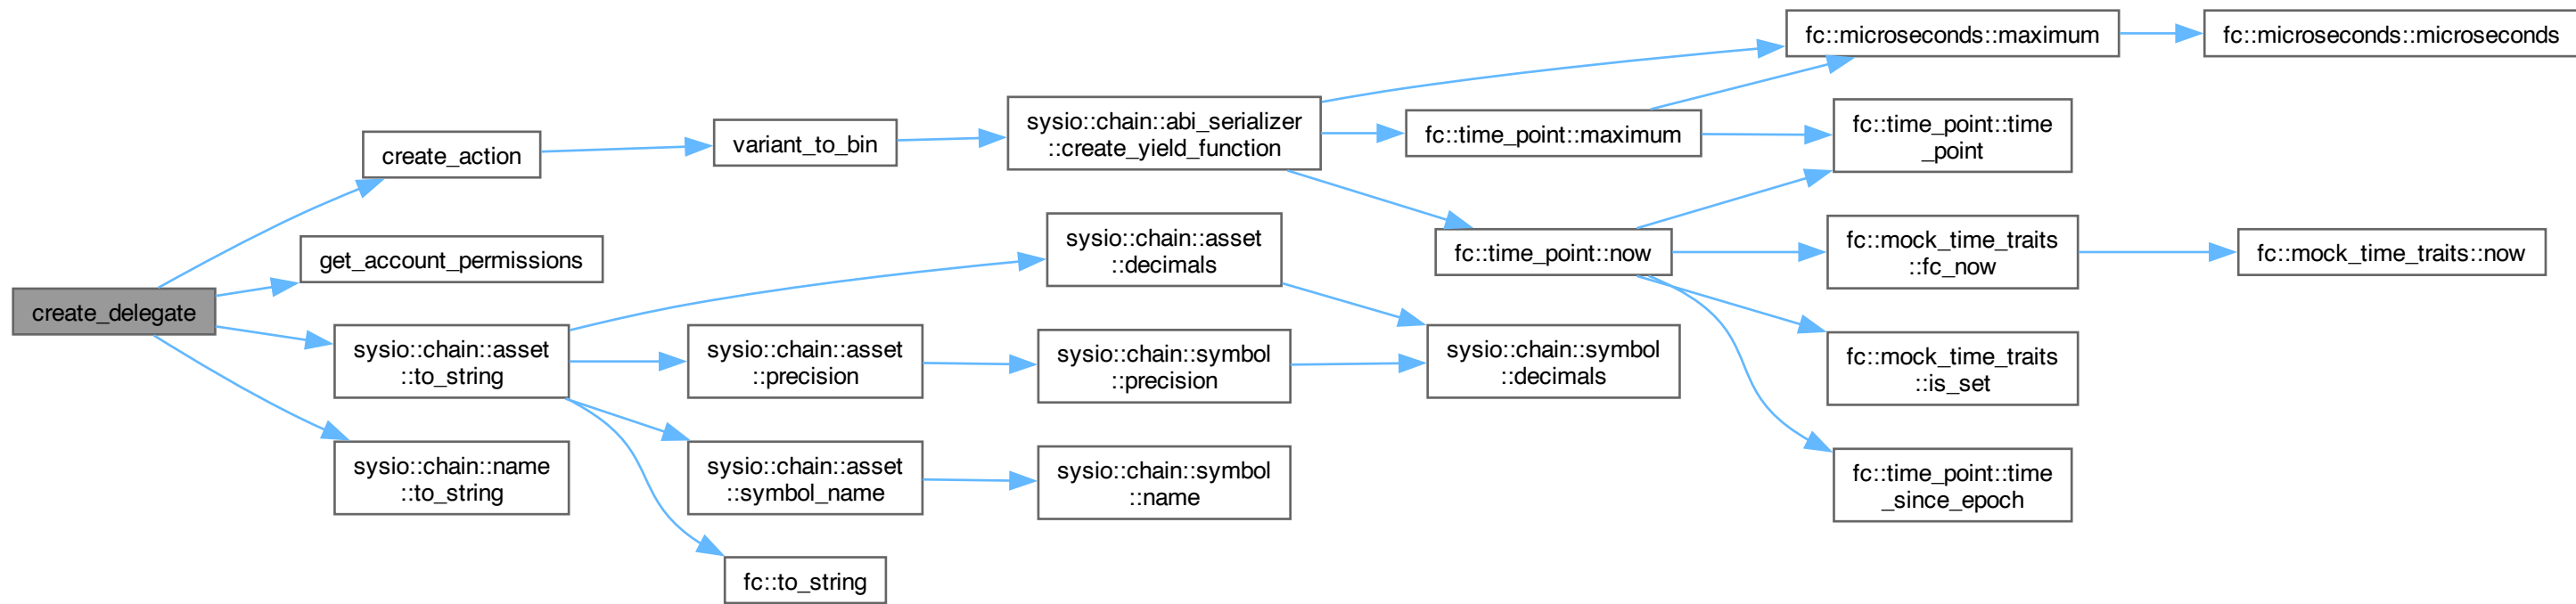 create_delegate
create_action
get_account_permissions
sysio::chain::asset
::to_string
sysio::chain::name
::to_string
variant_to_bin
sysio::chain::asset
::precision
sysio::chain::asset
::symbol_name
fc::to_string
sysio::chain::abi_serializer
::create_yield_function
sysio::chain::asset
::decimals
sysio::chain::symbol
::precision
sysio::chain::symbol
::name
fc::time_point::maximum
fc::time_point::now
sysio::chain::symbol
::decimals
fc::microseconds::maximum
fc::time_point::time
_point
fc::mock_time_traits
::fc_now
fc::mock_time_traits
::is_set
fc::time_point::time
_since_epoch
fc::microseconds::microseconds
fc::mock_time_traits::now